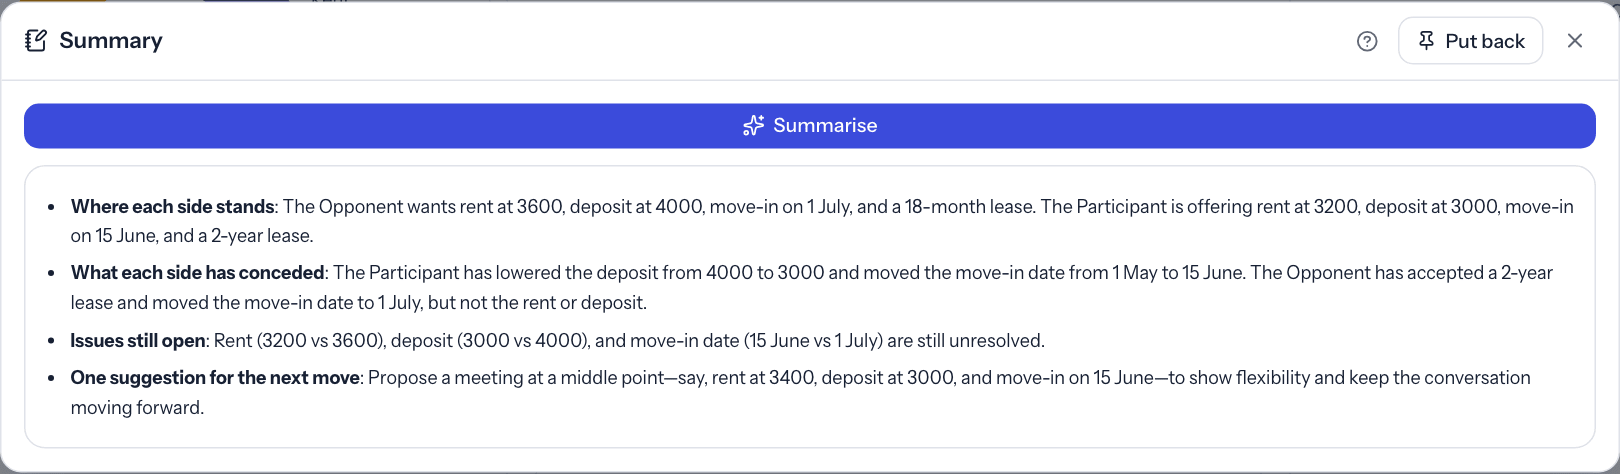 Summary
Put back
Summarise
• Where each side stands: The Opponent wants rent at 3600, deposit at 4000, move-in on 1 July, and a 18-month lease. The Participant is offering rent at 3200, deposit at 3000, move-in
on 15 June, and a 2-year lease.
• What each side has conceded: The Participant has lowered the deposit from 4000 to 3000 and moved the move-in date from 1 May to 15 June. The Opponent has accepted a 2-year
lease and moved the move-in date to 1 July, but not the rent or deposit.
• Issues still open: Rent (3200 vs 3600), deposit (3000 vs 4000), and move-in date (15 June vs 1 July) are still unresolved.
• One suggestion for the next move: Propose a meeting at a middle point—say, rent at 3400, deposit at 3000, and move-in on 15 June—to show flexibility and keep the conversation
moving forward.